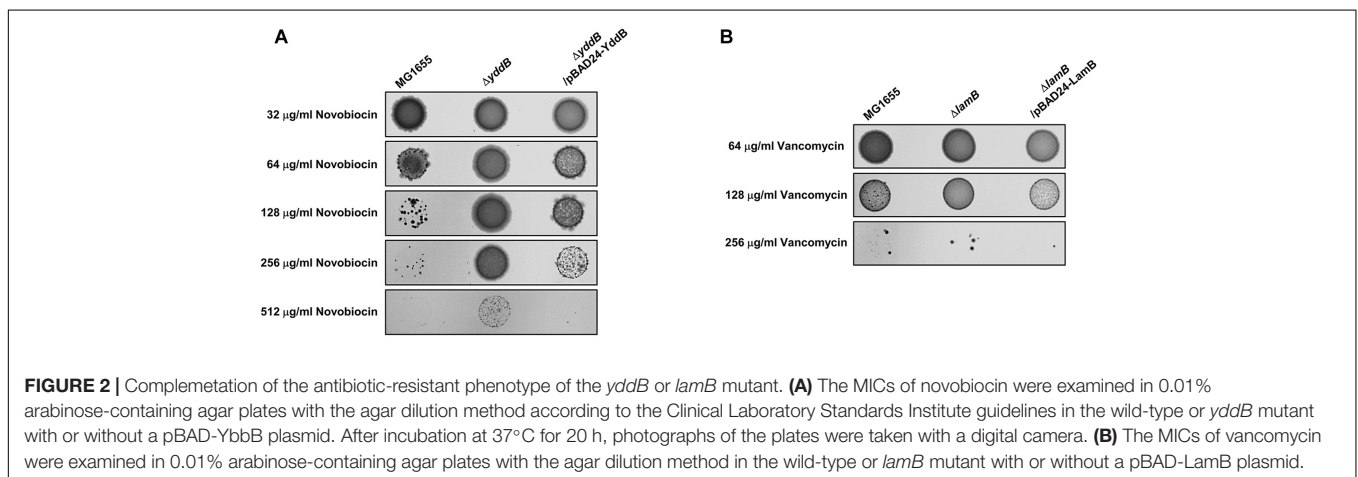 A
MG1655
ΔyddB
ΔyddB
/pBAD24-YddB
32 μg/ml Novobiocin
64 μg/ml Novobiocin
128 μg/ml Novobiocin
256 μg/ml Novobiocin
512 μg/ml Novobiocin
B
MG1655
ΔlamB
ΔlamB
/pBAD24-LamB
64 μg/ml Vancomycin
128 μg/ml Vancomycin
256 μg/ml Vancomycin
FIGURE 2 | Complemetation of the antibiotic-resistant phenotype of the yddB or lamB mutant. (A) The MICs of novobiocin were examined in 0.01%
arabinose-containing agar plates with the agar dilution method according to the Clinical Laboratory Standards Institute guidelines in the wild-type or yddB mutant
with or without a pBAD-YbbB plasmid. After incubation at 37°C for 20 h, photographs of the plates were taken with a digital camera. (B) The MICs of vancomycin
were examined in 0.01% arabinose-containing agar plates with the agar dilution method in the wild-type or lamB mutant with or without a pBAD-LamB plasmid.